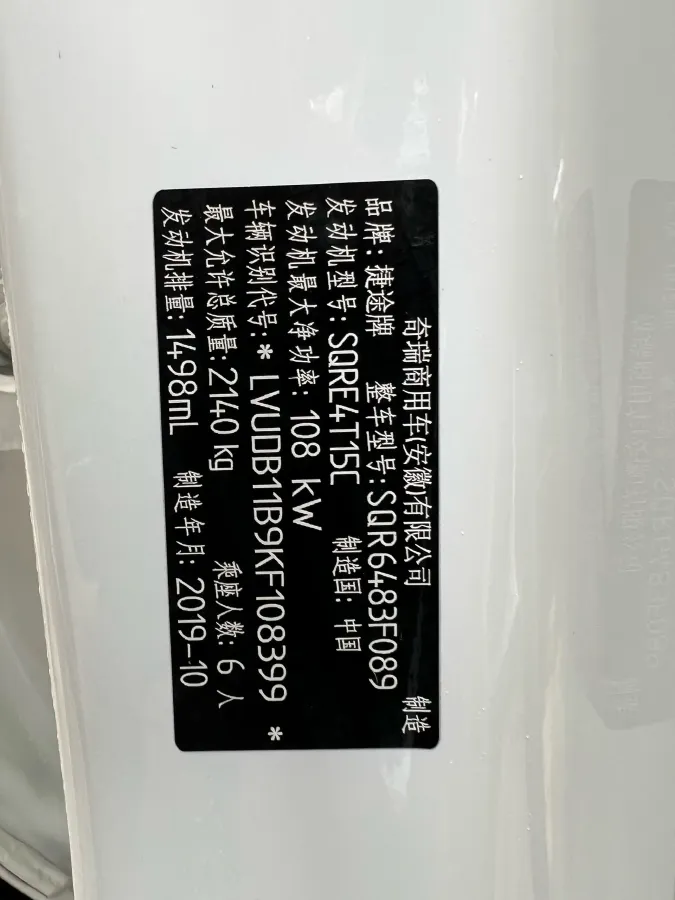 奇瑞商用车(安徽)有限公司 制造
品牌:捷途牌 整车型号:SQR6483F089
发动机型号:SQRE4T15C 制造国:中国
发动机最大净功率:108 kW
车辆识别代号:* LVUDB11B9KF108399 *
最大允许总质量:2140 kg 乘座人数:6 人
发动机排量:1498mL 制造年月:2019-10